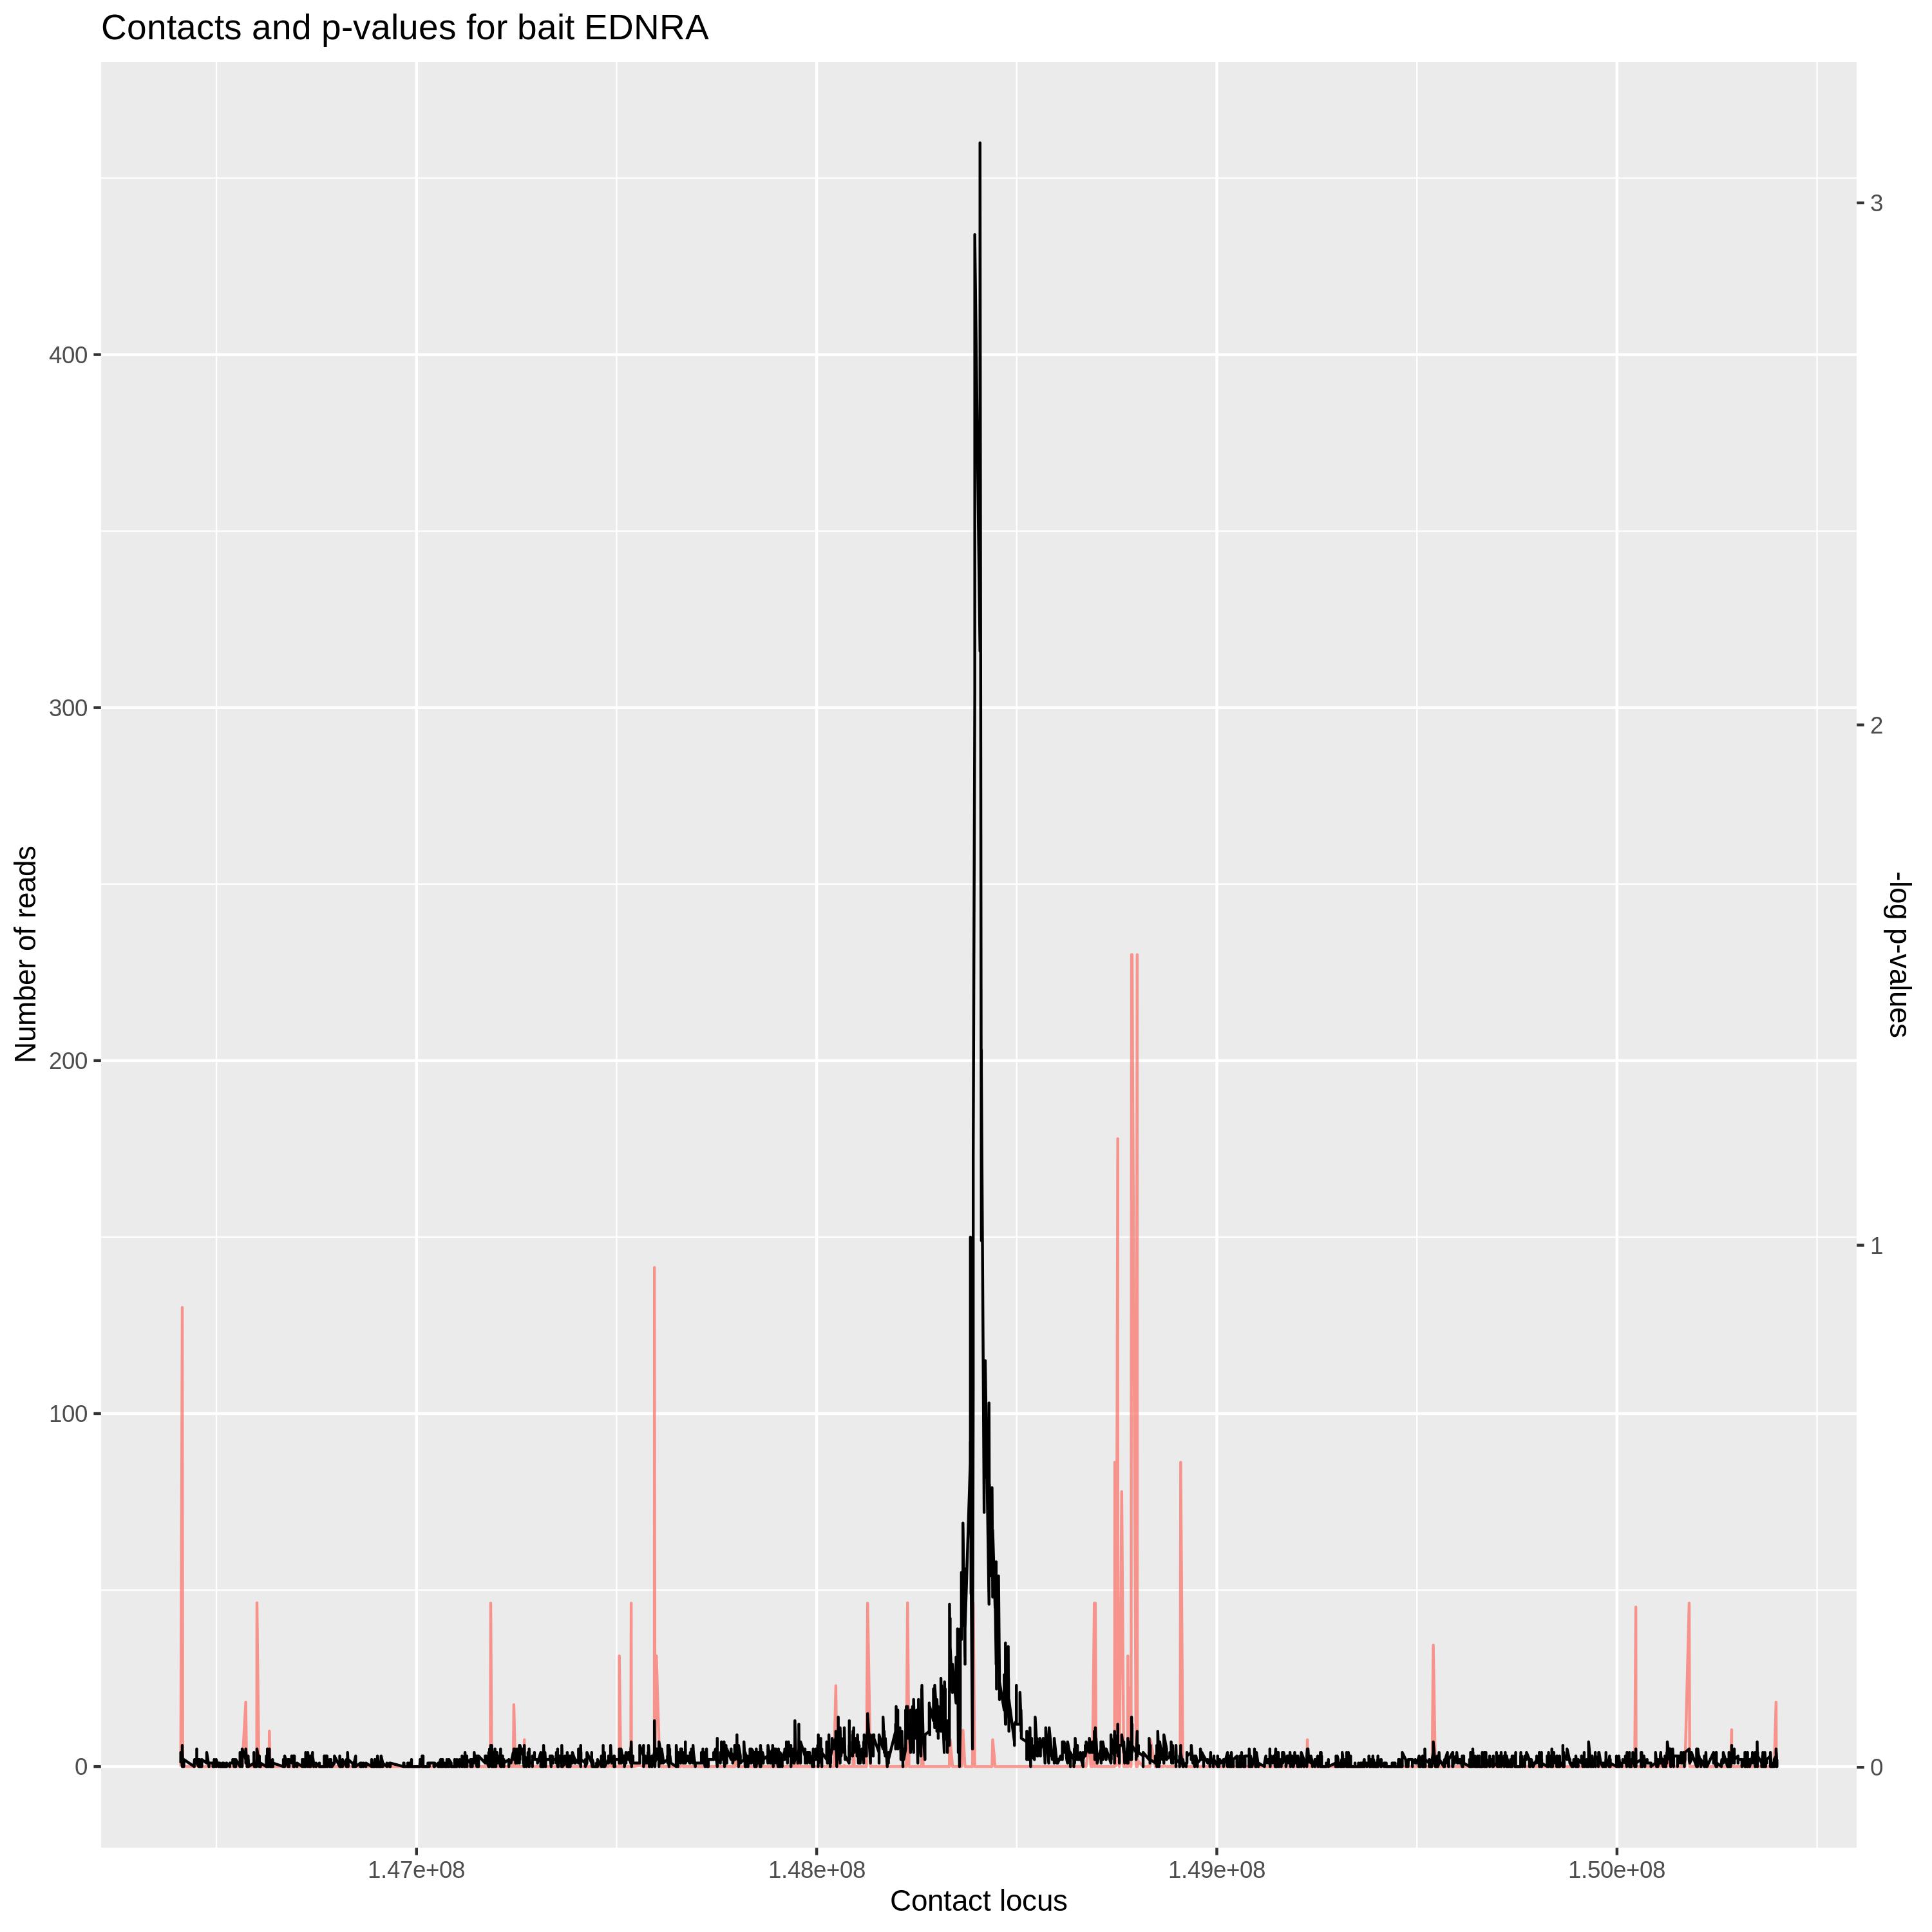 Contacts and p-values for bait EDNRA
Number of reads
400
300
200
100
0
-log p-values
3
2
1
0
1.47e+08
1.48e+08
1.49e+08
1.50e+08
Contact locus